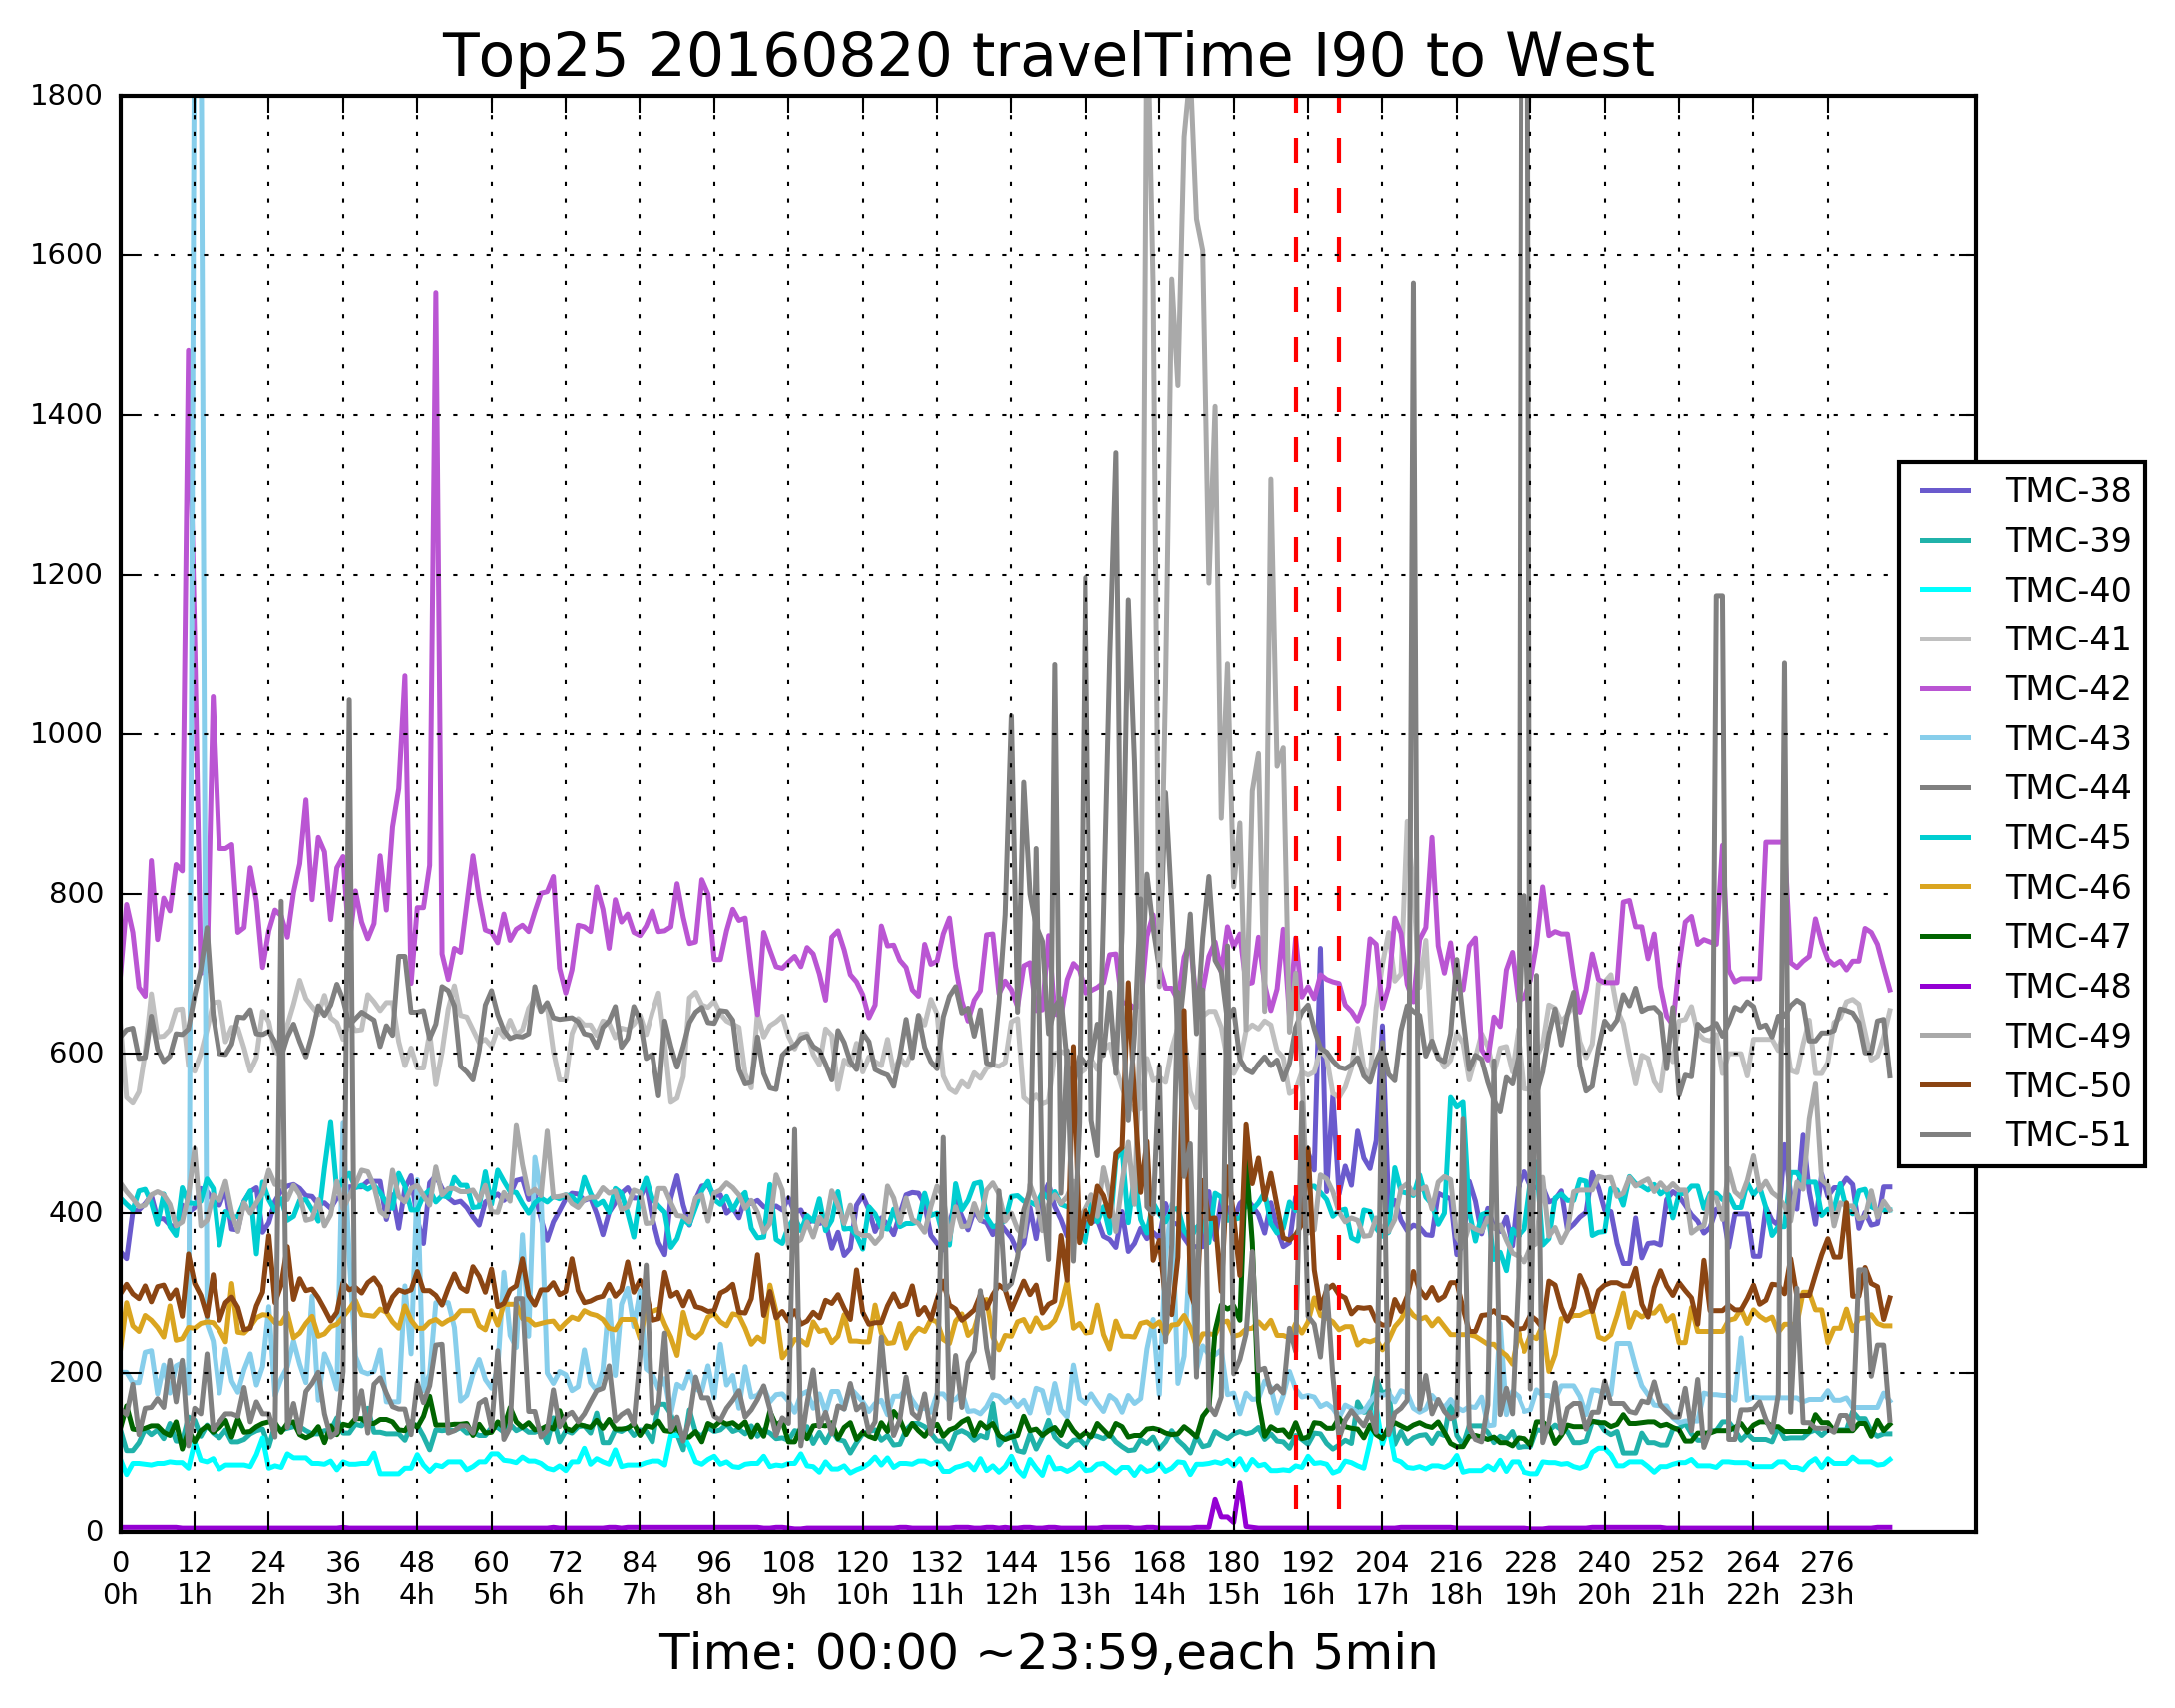 Top25 20160820 travelTime I90 to West
1800
1600
1400
1200
1000
800
600
400
200
0
TMC-38
TMC-39
TMC-40
TMC-41
TMC-42
TMC-43
TMC-44
TMC-45
TMC-46
TMC-47
TMC-48
TMC-49
TMC-50
TMC-51
0 12 24 36 48 60 72 84 96 108 120 132 144 156 168 180 192 204 216 228 240 252 264 276
0h 1h 2h 3h 4h 5h 6h 7h 8h 9h 10h 11h 12h 13h 14h 15h 16h 17h 18h 19h 20h 21h 22h 23h
Time: 00:00 ~23:59,each 5min